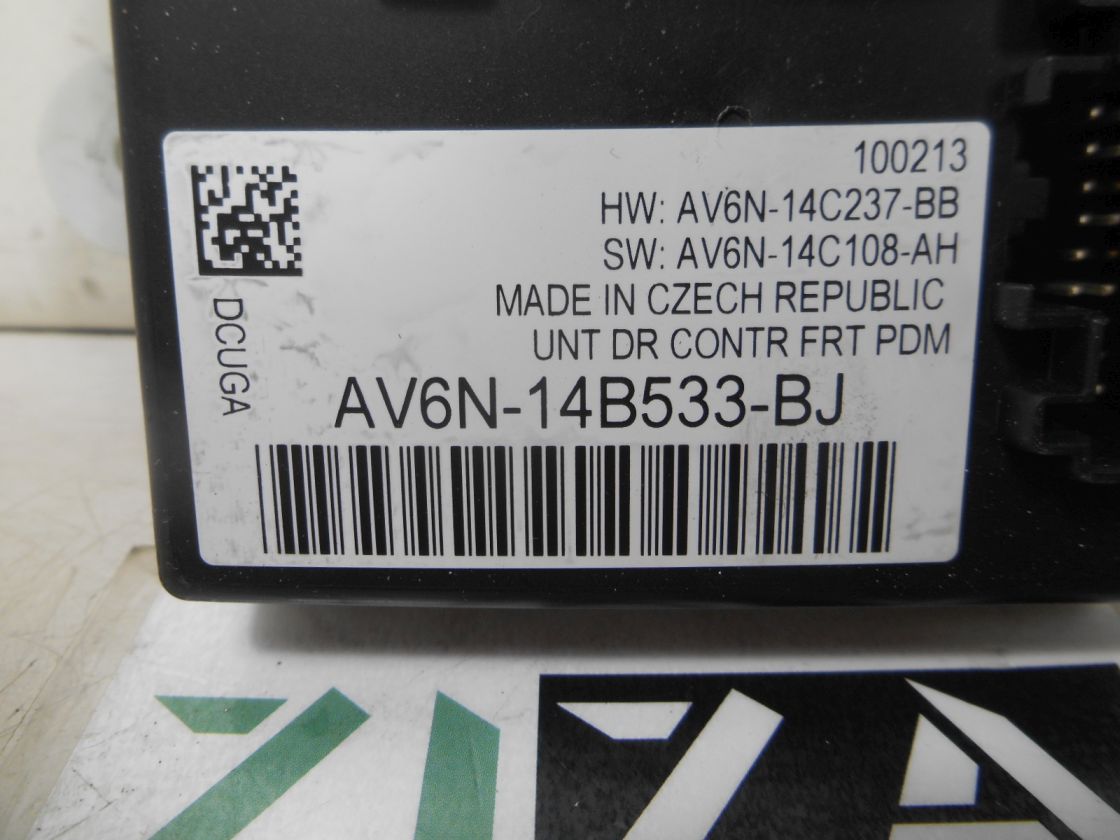 100213
HW: AV6N-14C237-BB
SW: AV6N-14C108-AH
MADE IN CZECH REPUBLIC
UNT DR CONTR FRT PDM
DCUGA
AV6N-14B533-BJ